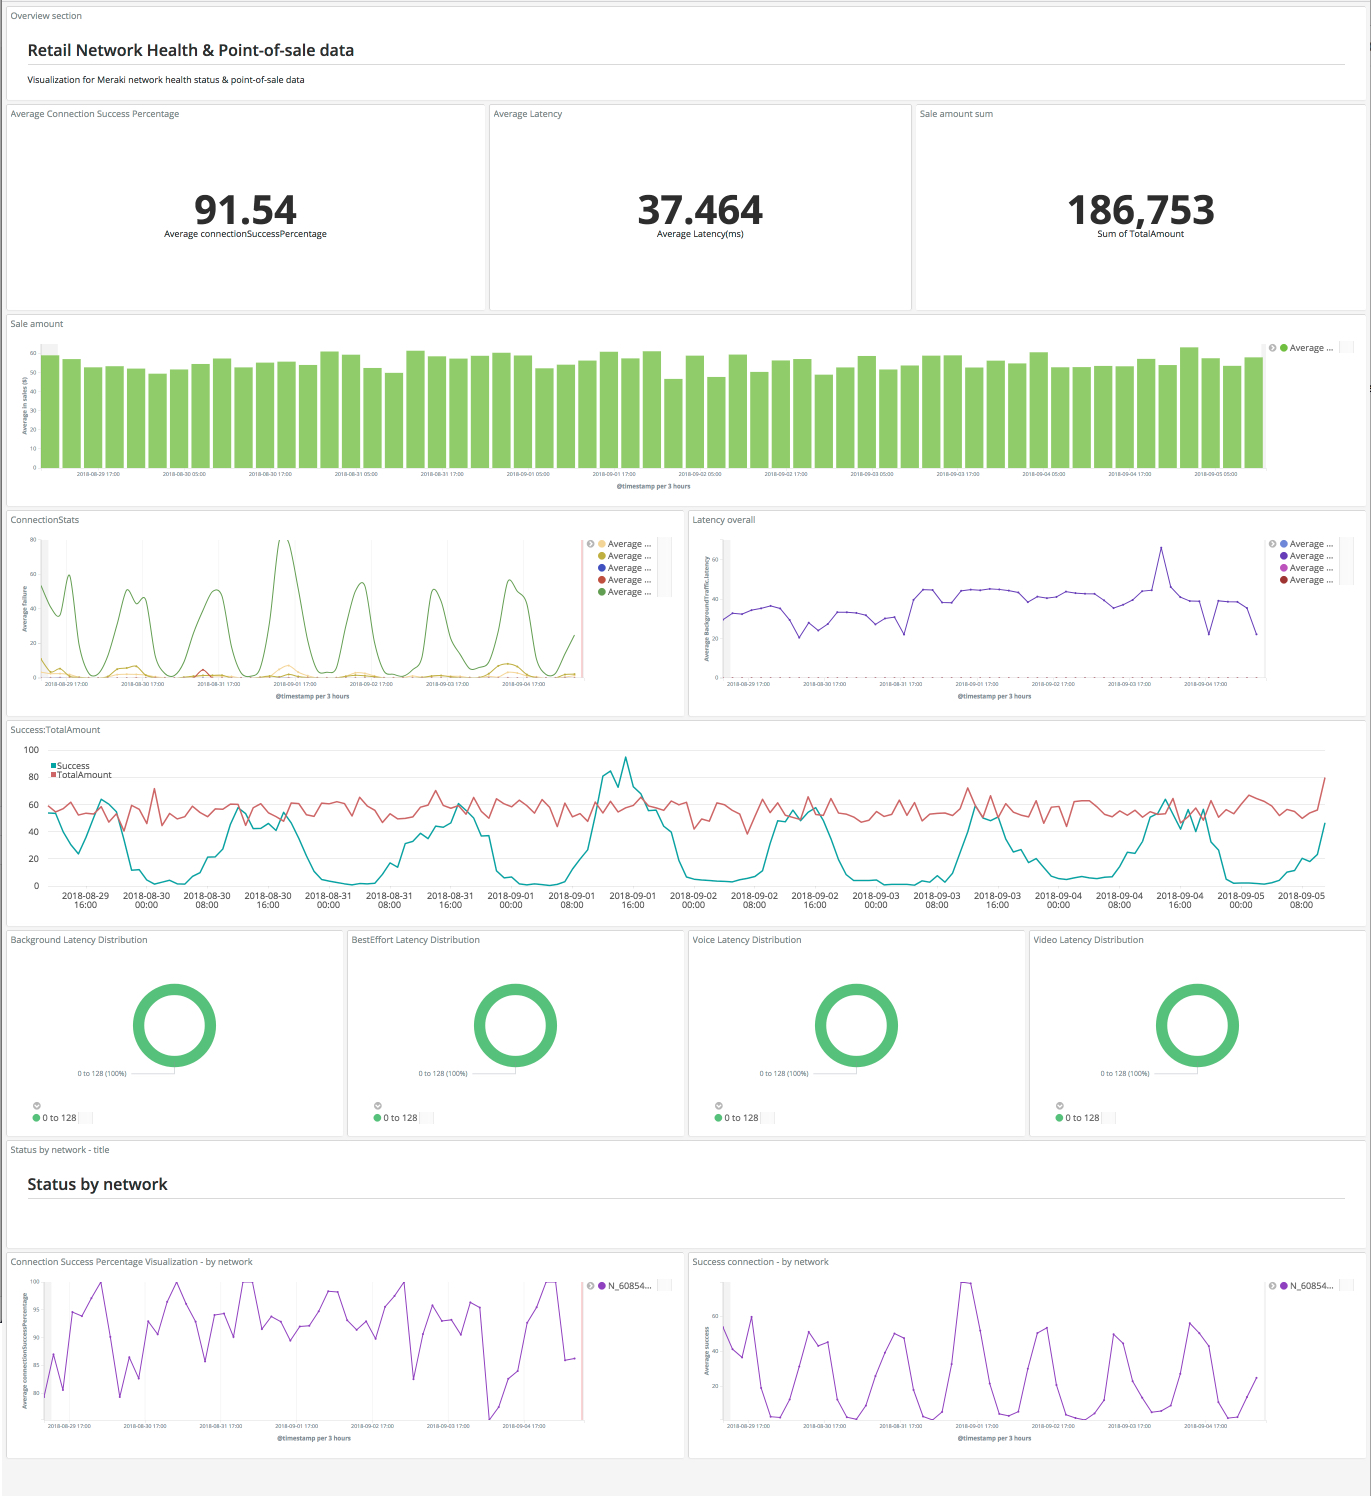 Overview section
Retail Network Health & Point-of-sale data
Visualization for Meraki network health status & point-of-sale data
Average Connection Success Percentage
91.54
Average connectionSuccessPercentage
Average Latency
37.464
Average Latency(ms)
Sale amount sum
186,753
Sum of TotalAmount
Sale amount
60
50
40
30
20
10
0
Average in sales ($)
2018-08-29 17:00 2018-08-30 05:00 2018-08-30 17:00 2018-08-31 05:00 2018-08-31 17:00 2018-09-01 05:00 2018-09-01 17:00 2018-09-02 05:00 2018-09-02 17:00 2018-09-03 05:00 2018-09-03 17:00 2018-09-04 05:00 2018-09-04 17:00 2018-09-05 05:00
@timestamp per 3 hours
Average ...
ConnectionStats
80
60
40
20
0
Average failure
2018-08-29 17:00 2018-08-30 17:00 2018-08-31 17:00 2018-09-01 17:00 2018-09-02 17:00 2018-09-03 17:00 2018-09-04 17:00
@timestamp per 3 hours
Average ...
Average ...
Average ...
Average ...
Average ...
Latency overall
60
40
20
0
Average BackgroundTraffic.latency
2018-08-29 17:00 2018-08-30 17:00 2018-08-31 17:00 2018-09-01 17:00 2018-09-02 17:00 2018-09-03 17:00 2018-09-04 17:00
@timestamp per 3 hours
Average ...
Average ...
Average ...
Average ...
Success:TotalAmount
100
80
60
40
20
0
Success
TotalAmount
2018-08-29 2018-08-30 2018-08-30 2018-08-30 2018-08-31 2018-08-31 2018-08-31 2018-09-01 2018-09-01 2018-09-01 2018-09-02 2018-09-02 2018-09-02 2018-09-03 2018-09-03 2018-09-03 2018-09-04 2018-09-04 2018-09-04 2018-09-05 2018-09-05
16:00 00:00 08:00 16:00 00:00 08:00 16:00 00:00 08:00 16:00 00:00 08:00 16:00 00:00 08:00 16:00 00:00 08:00 16:00 00:00 08:00
Background Latency Distribution
0 to 128 (100%)
0 to 128
BestEffort Latency Distribution
0 to 128 (100%)
0 to 128
Voice Latency Distribution
0 to 128 (100%)
0 to 128
Video Latency Distribution
0 to 128 (100%)
0 to 128
Status by network - title
Status by network
Connection Success Percentage Visualization - by network
100
95
90
85
80
Average connectionSuccessPercentage
2018-08-29 17:00 2018-08-30 17:00 2018-08-31 17:00 2018-09-01 17:00 2018-09-02 17:00 2018-09-03 17:00 2018-09-04 17:00
@timestamp per 3 hours
N_60854...
Success connection - by network
60
40
20
Average success
2018-08-29 17:00 2018-08-30 17:00 2018-08-31 17:00 2018-09-01 17:00 2018-09-02 17:00 2018-09-03 17:00 2018-09-04 17:00
@timestamp per 3 hours
N_60854...